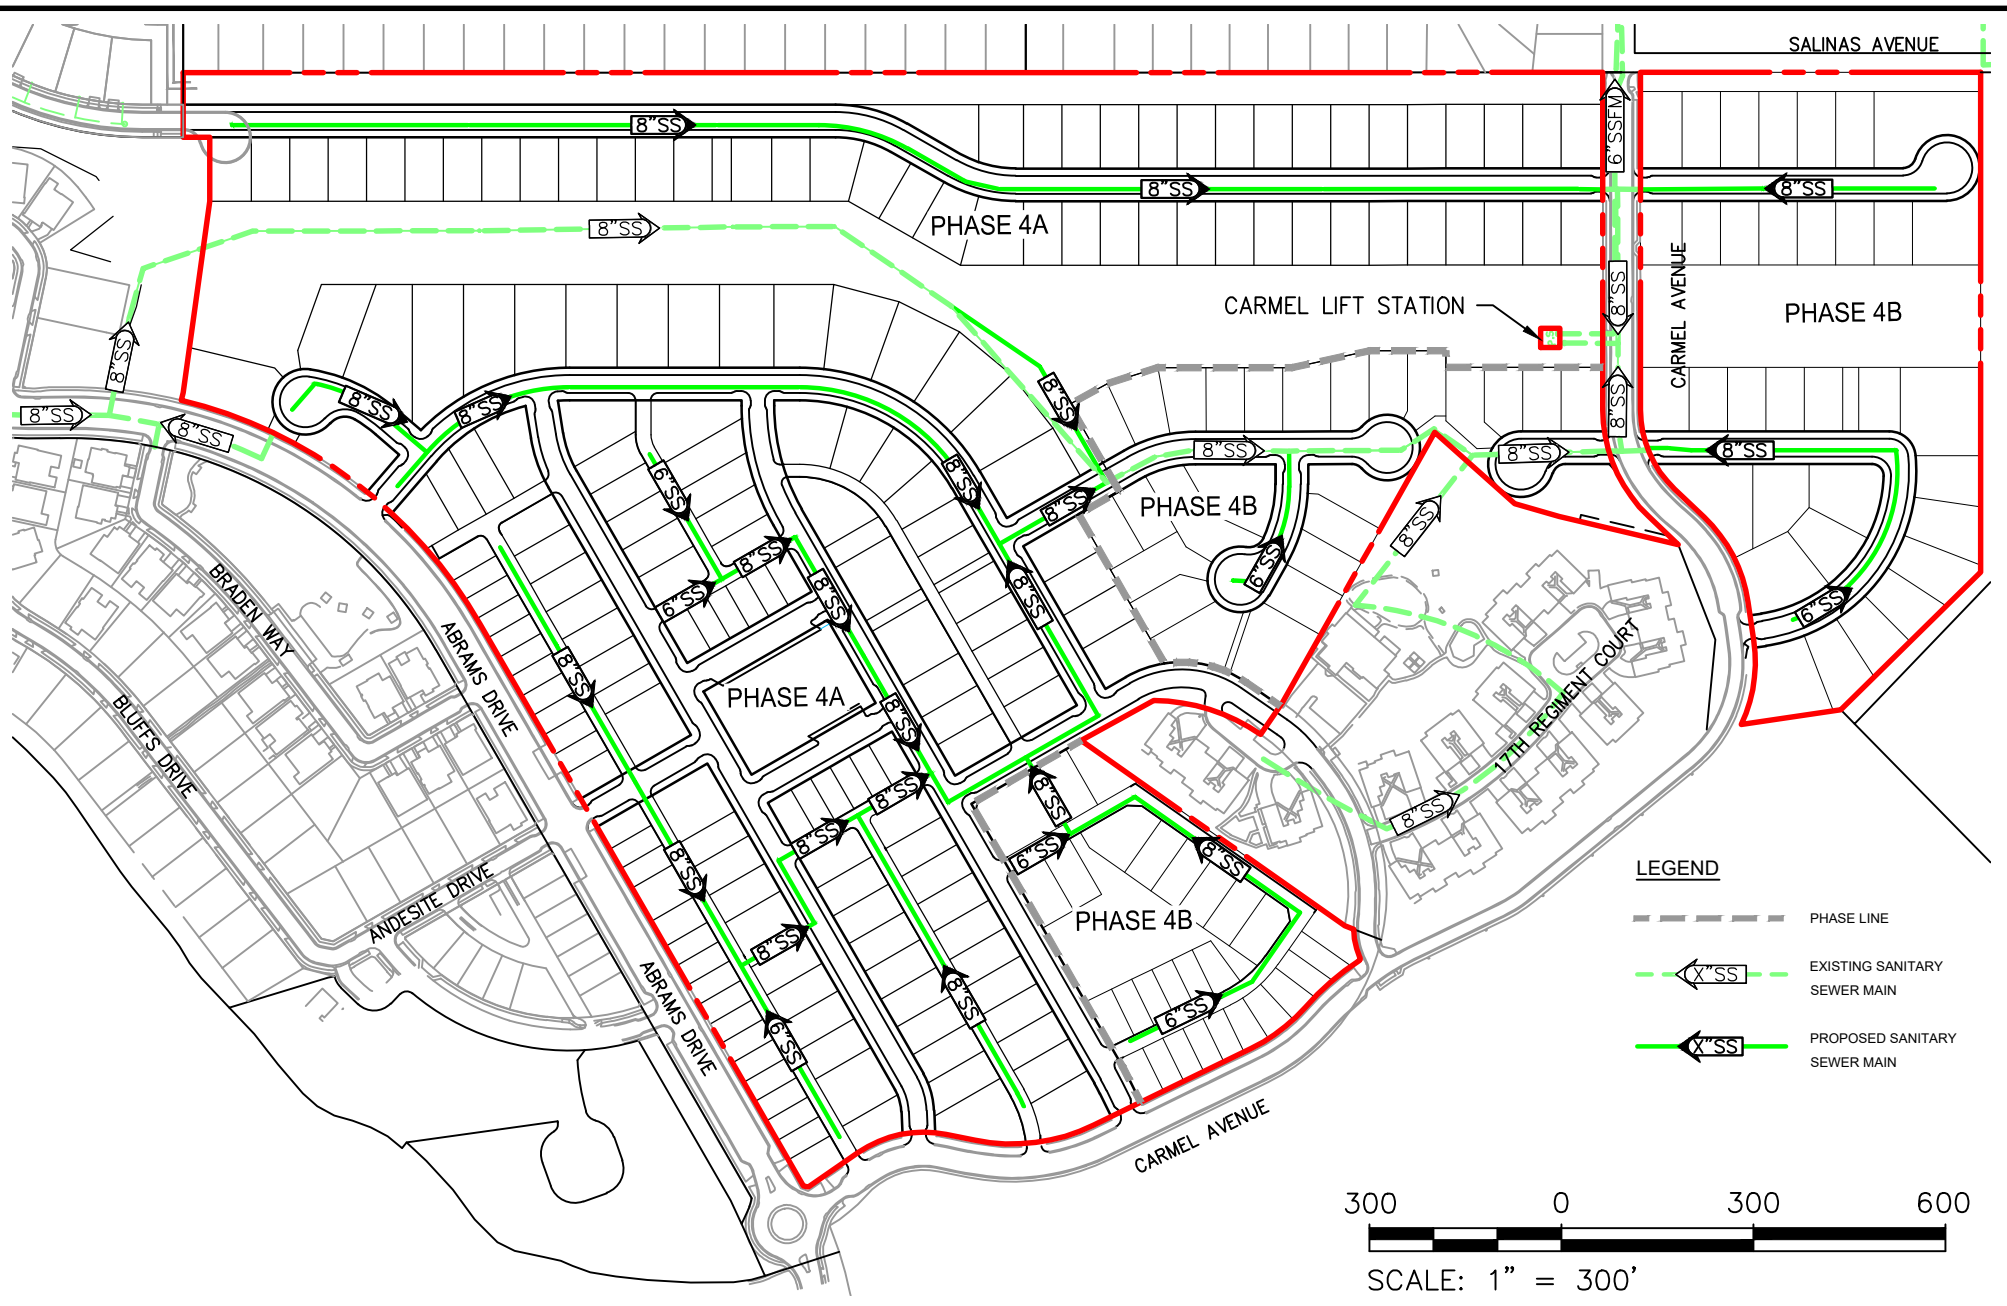 SALINAS AVENUE
8"SS
6"SSFM
8"SS
8"SS
8"SS
PHASE 4A
8"SS
CARMEL AVENUE
8"SS
CARMEL LIFT STATION
PHASE 4B
8"SS
8"SS
8"SS
8"SS
8"SS
8"SS
8"SS
8"SS
8"SS
8"SS
8"SS
8"SS
6"SS
8"SS
PHASE 4B
8"SS
8"SS
8"SS
6"SS
6"SS
8"SS
8"SS
6"SS
BRADEN WAY
ABRAMS DRIVE
8"SS
PHASE 4A
8"SS
17TH REGIMENT COURT
BLUFFS DRIVE
8"SS
8"SS
8"SS
8"SS
6"SS
8"SS
8"SS
ANDESITE DRIVE
PHASE 4B
8"SS
ABRAMS DRIVE
8"SS
6"SS
6"SS
CARMEL AVENUE
LEGEND
PHASE LINE
X"SS
EXISTING SANITARY
SEWER MAIN
X"SS
PROPOSED SANITARY
SEWER MAIN
300 0 300 600
SCALE: 1" = 300'